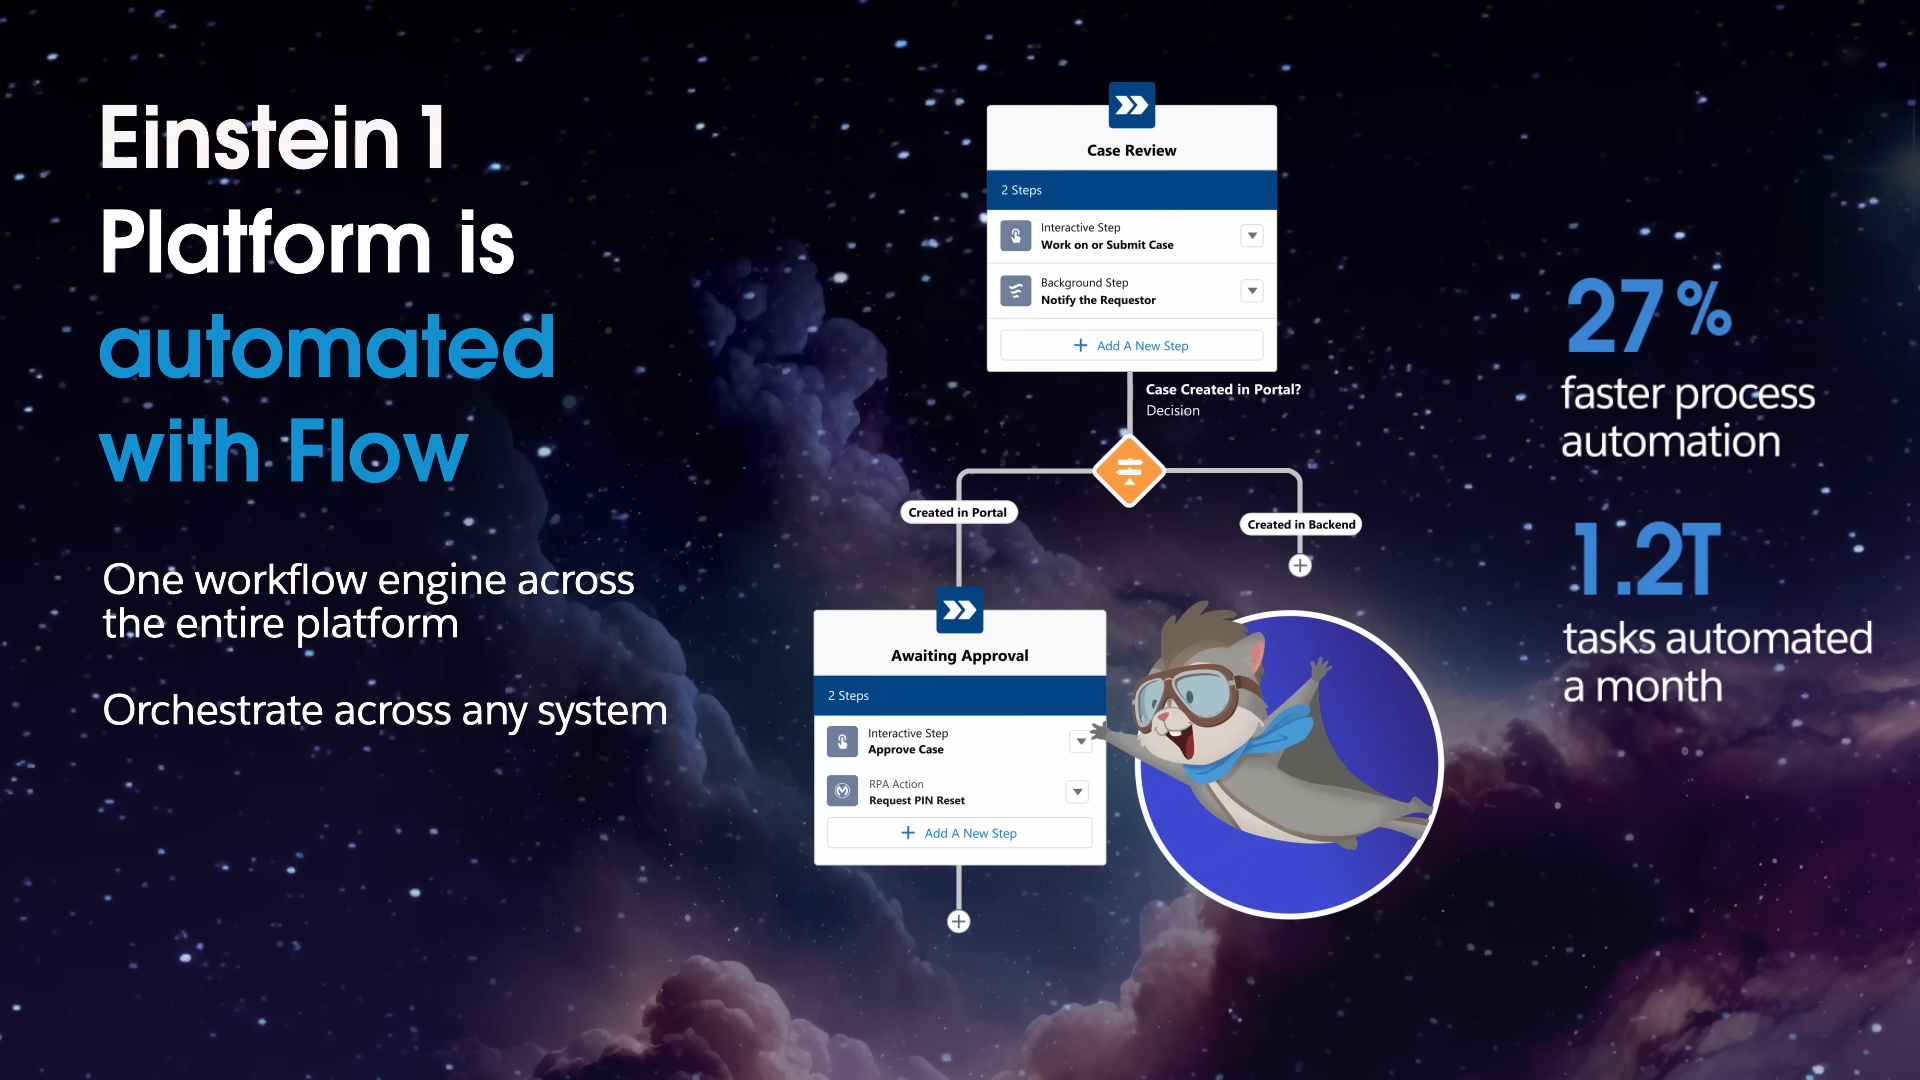 Einstein 1
Platform is
automated
with Flow
One workflow engine across
the entire platform
Orchestrate across any system
Case Review
2 Steps
Interactive Step
Work on or Submit Case
Background Step
Notify the Requestor
+ Add A New Step
Case Created in Portal?
Decision
Created in Portal
Created in Backend
Awaiting Approval
2 Steps
Interactive Step
Approve Case
RPA Action
Request PIN Reset
+ Add A New Step
27%
faster process
automation
1.2T
tasks automated
a month